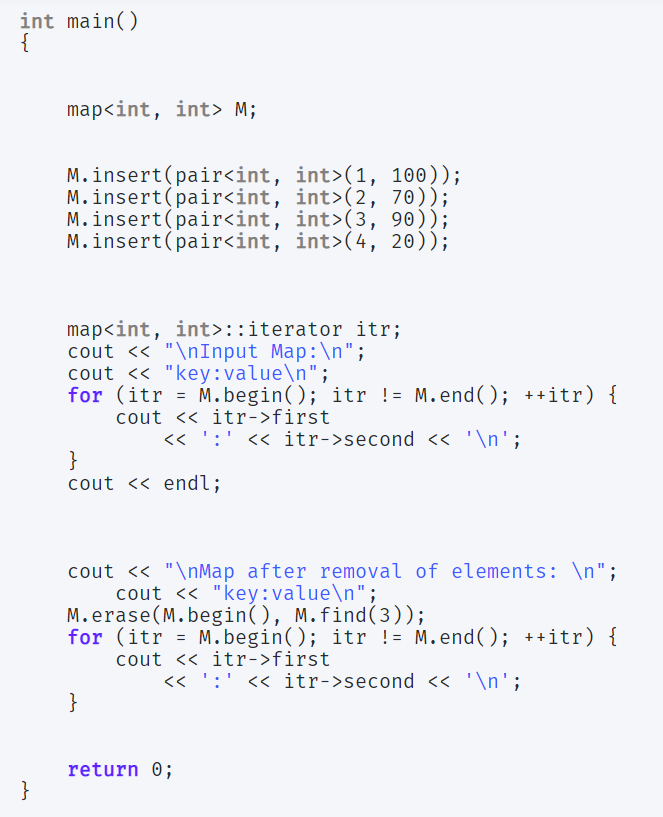 int main()
{
map<int, int> M;
M.insert(pair<int, int>(1, 100));
M.insert(pair<int, int>(2, 70));
M.insert(pair<int, int>(3, 90));
M.insert(pair<int, int>(4, 20));
map<int, int>::iterator itr;
cout << "\nInput Map:\n";
cout << "key:value\n";
for (itr = M.begin(); itr != M.end(); ++itr) {
cout << itr->first
<< ':' << itr->second << '\n';
}
cout << endl;
cout << "\nMap after removal of elements: \n";
cout << "key:value\n";
M.erase(M.begin(), M.find(3));
for (itr = M.begin(); itr != M.end(); ++itr) {
cout << itr->first
<< ':' << itr->second << '\n';
}
return 0;
}